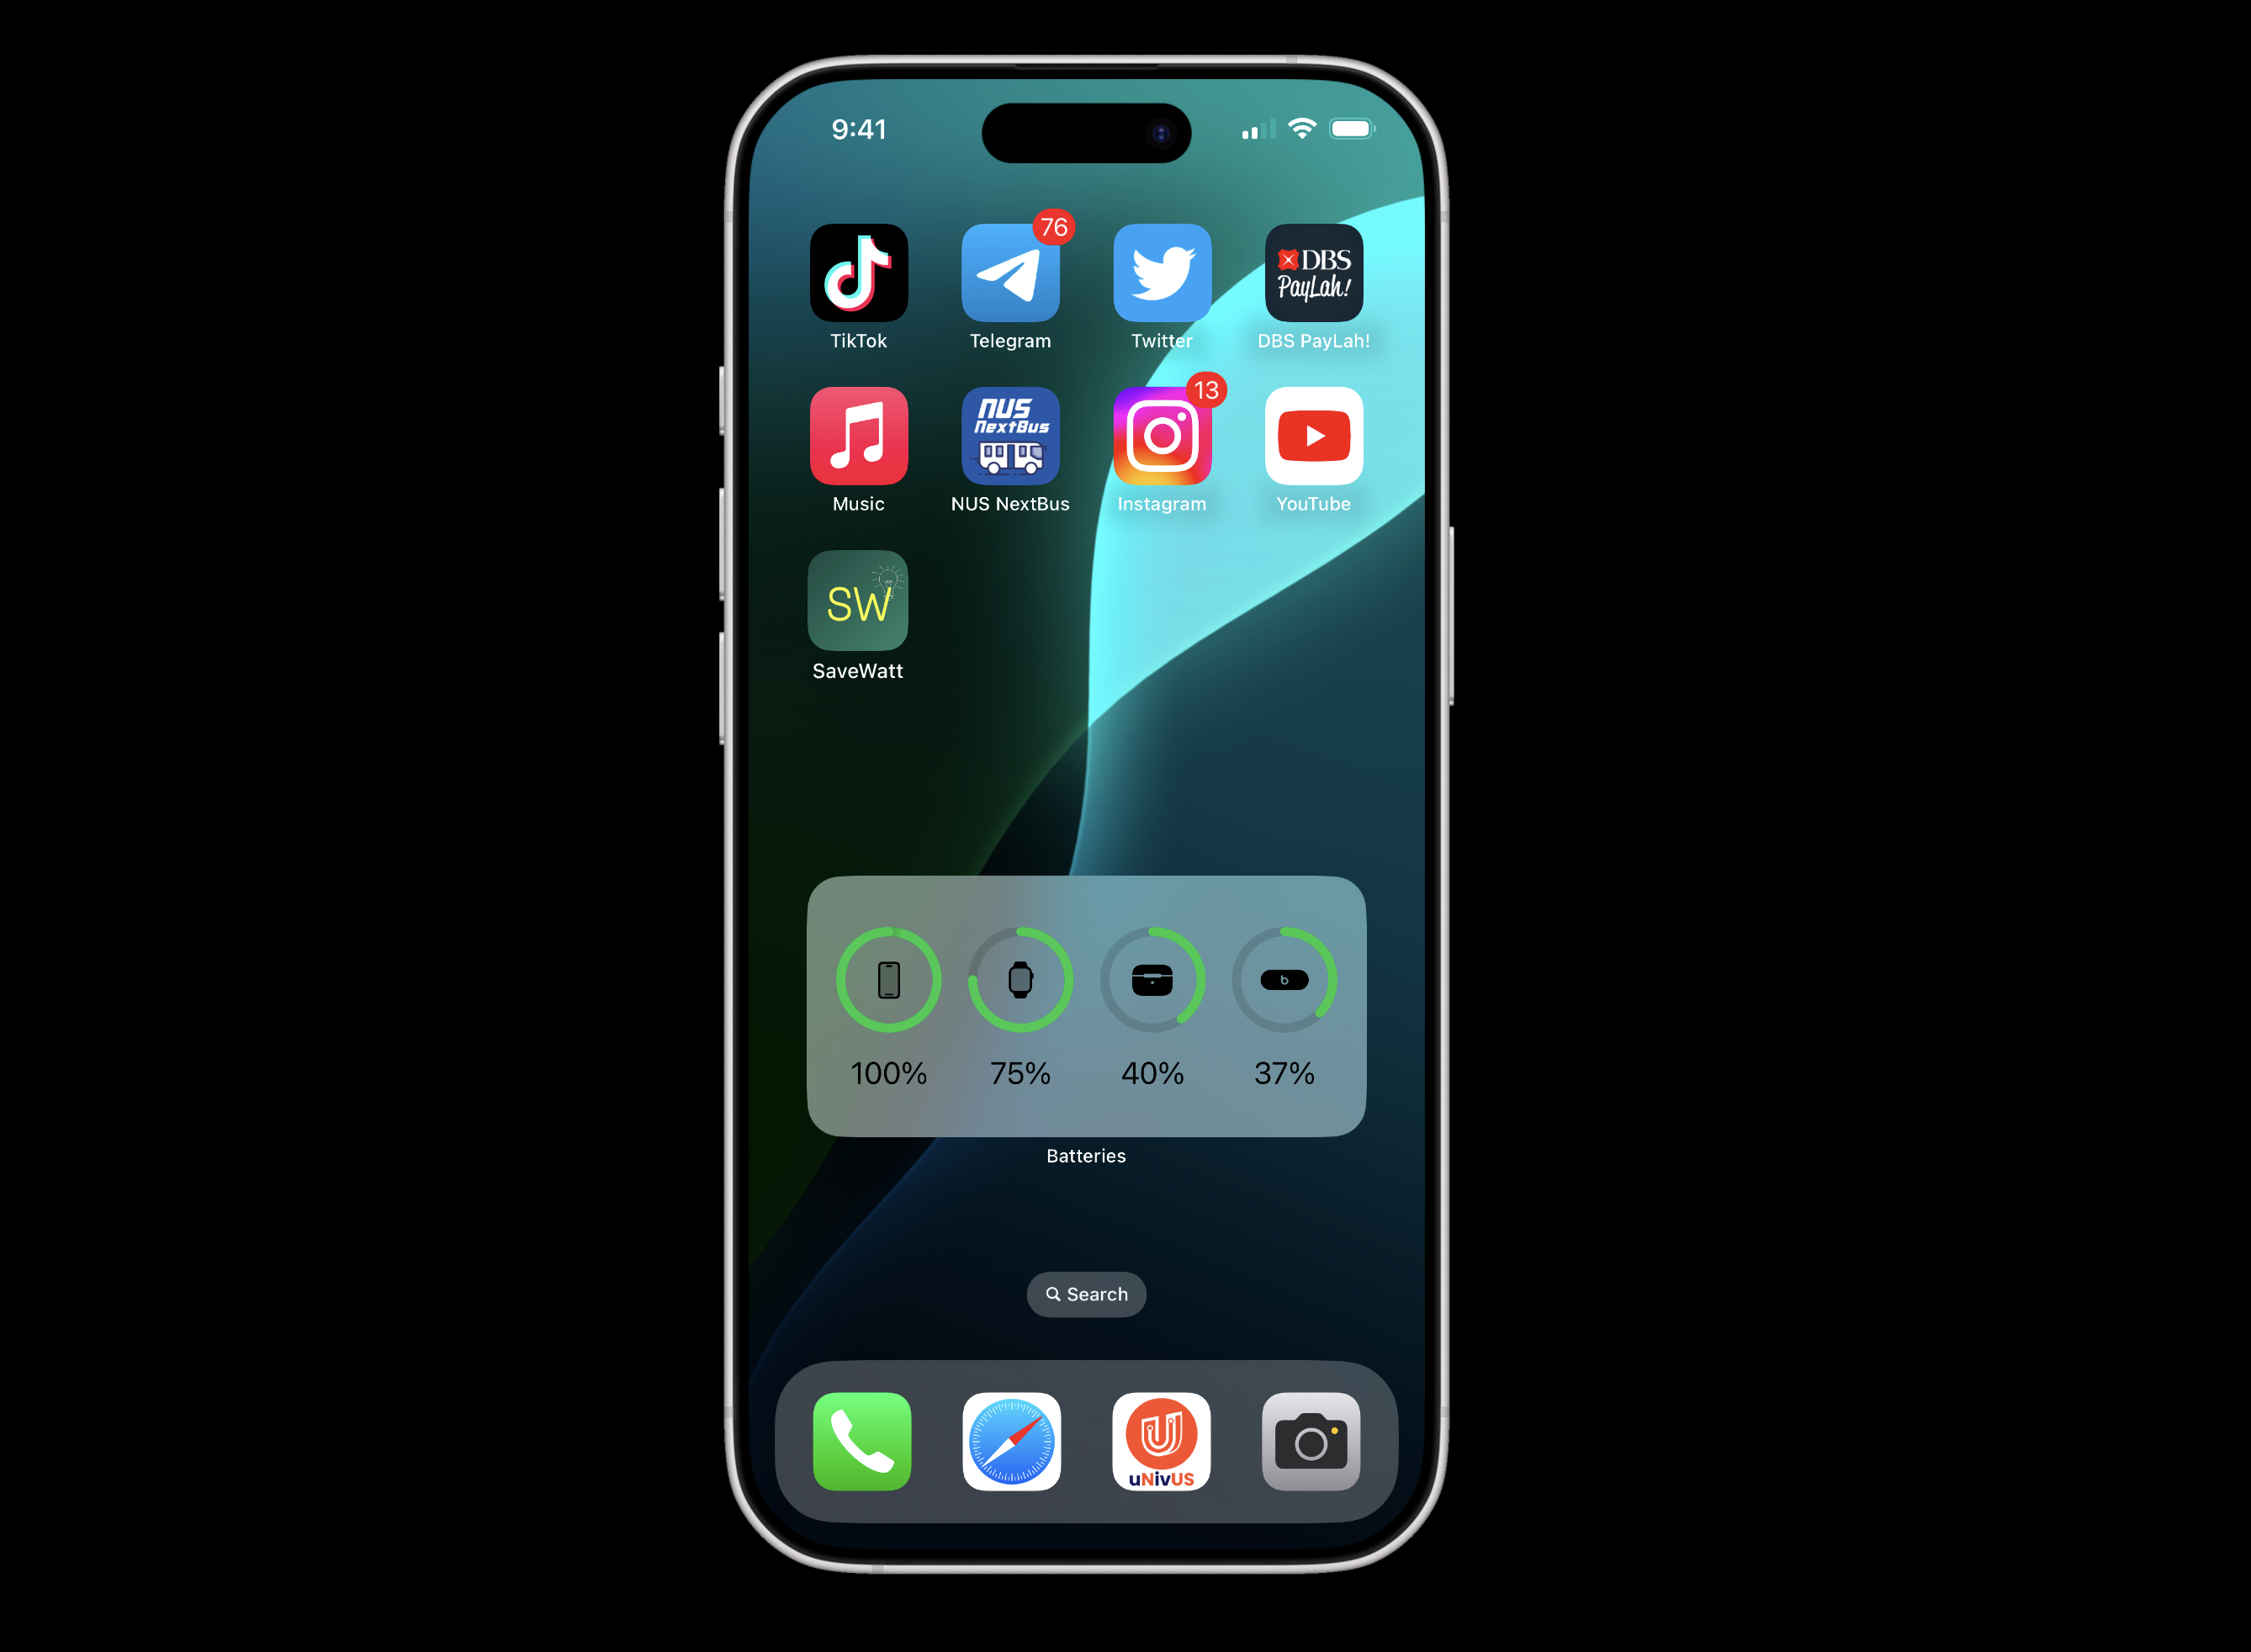 9:41
76
DBS
PayLah!
TikTok
Telegram
Twitter
DBS PayLah!
NUS
NextBus
13
Music
NUS NextBus
Instagram
YouTube
SW
SaveWatt
b
100%
75%
40%
37%
Batteries
Search
uNivUS